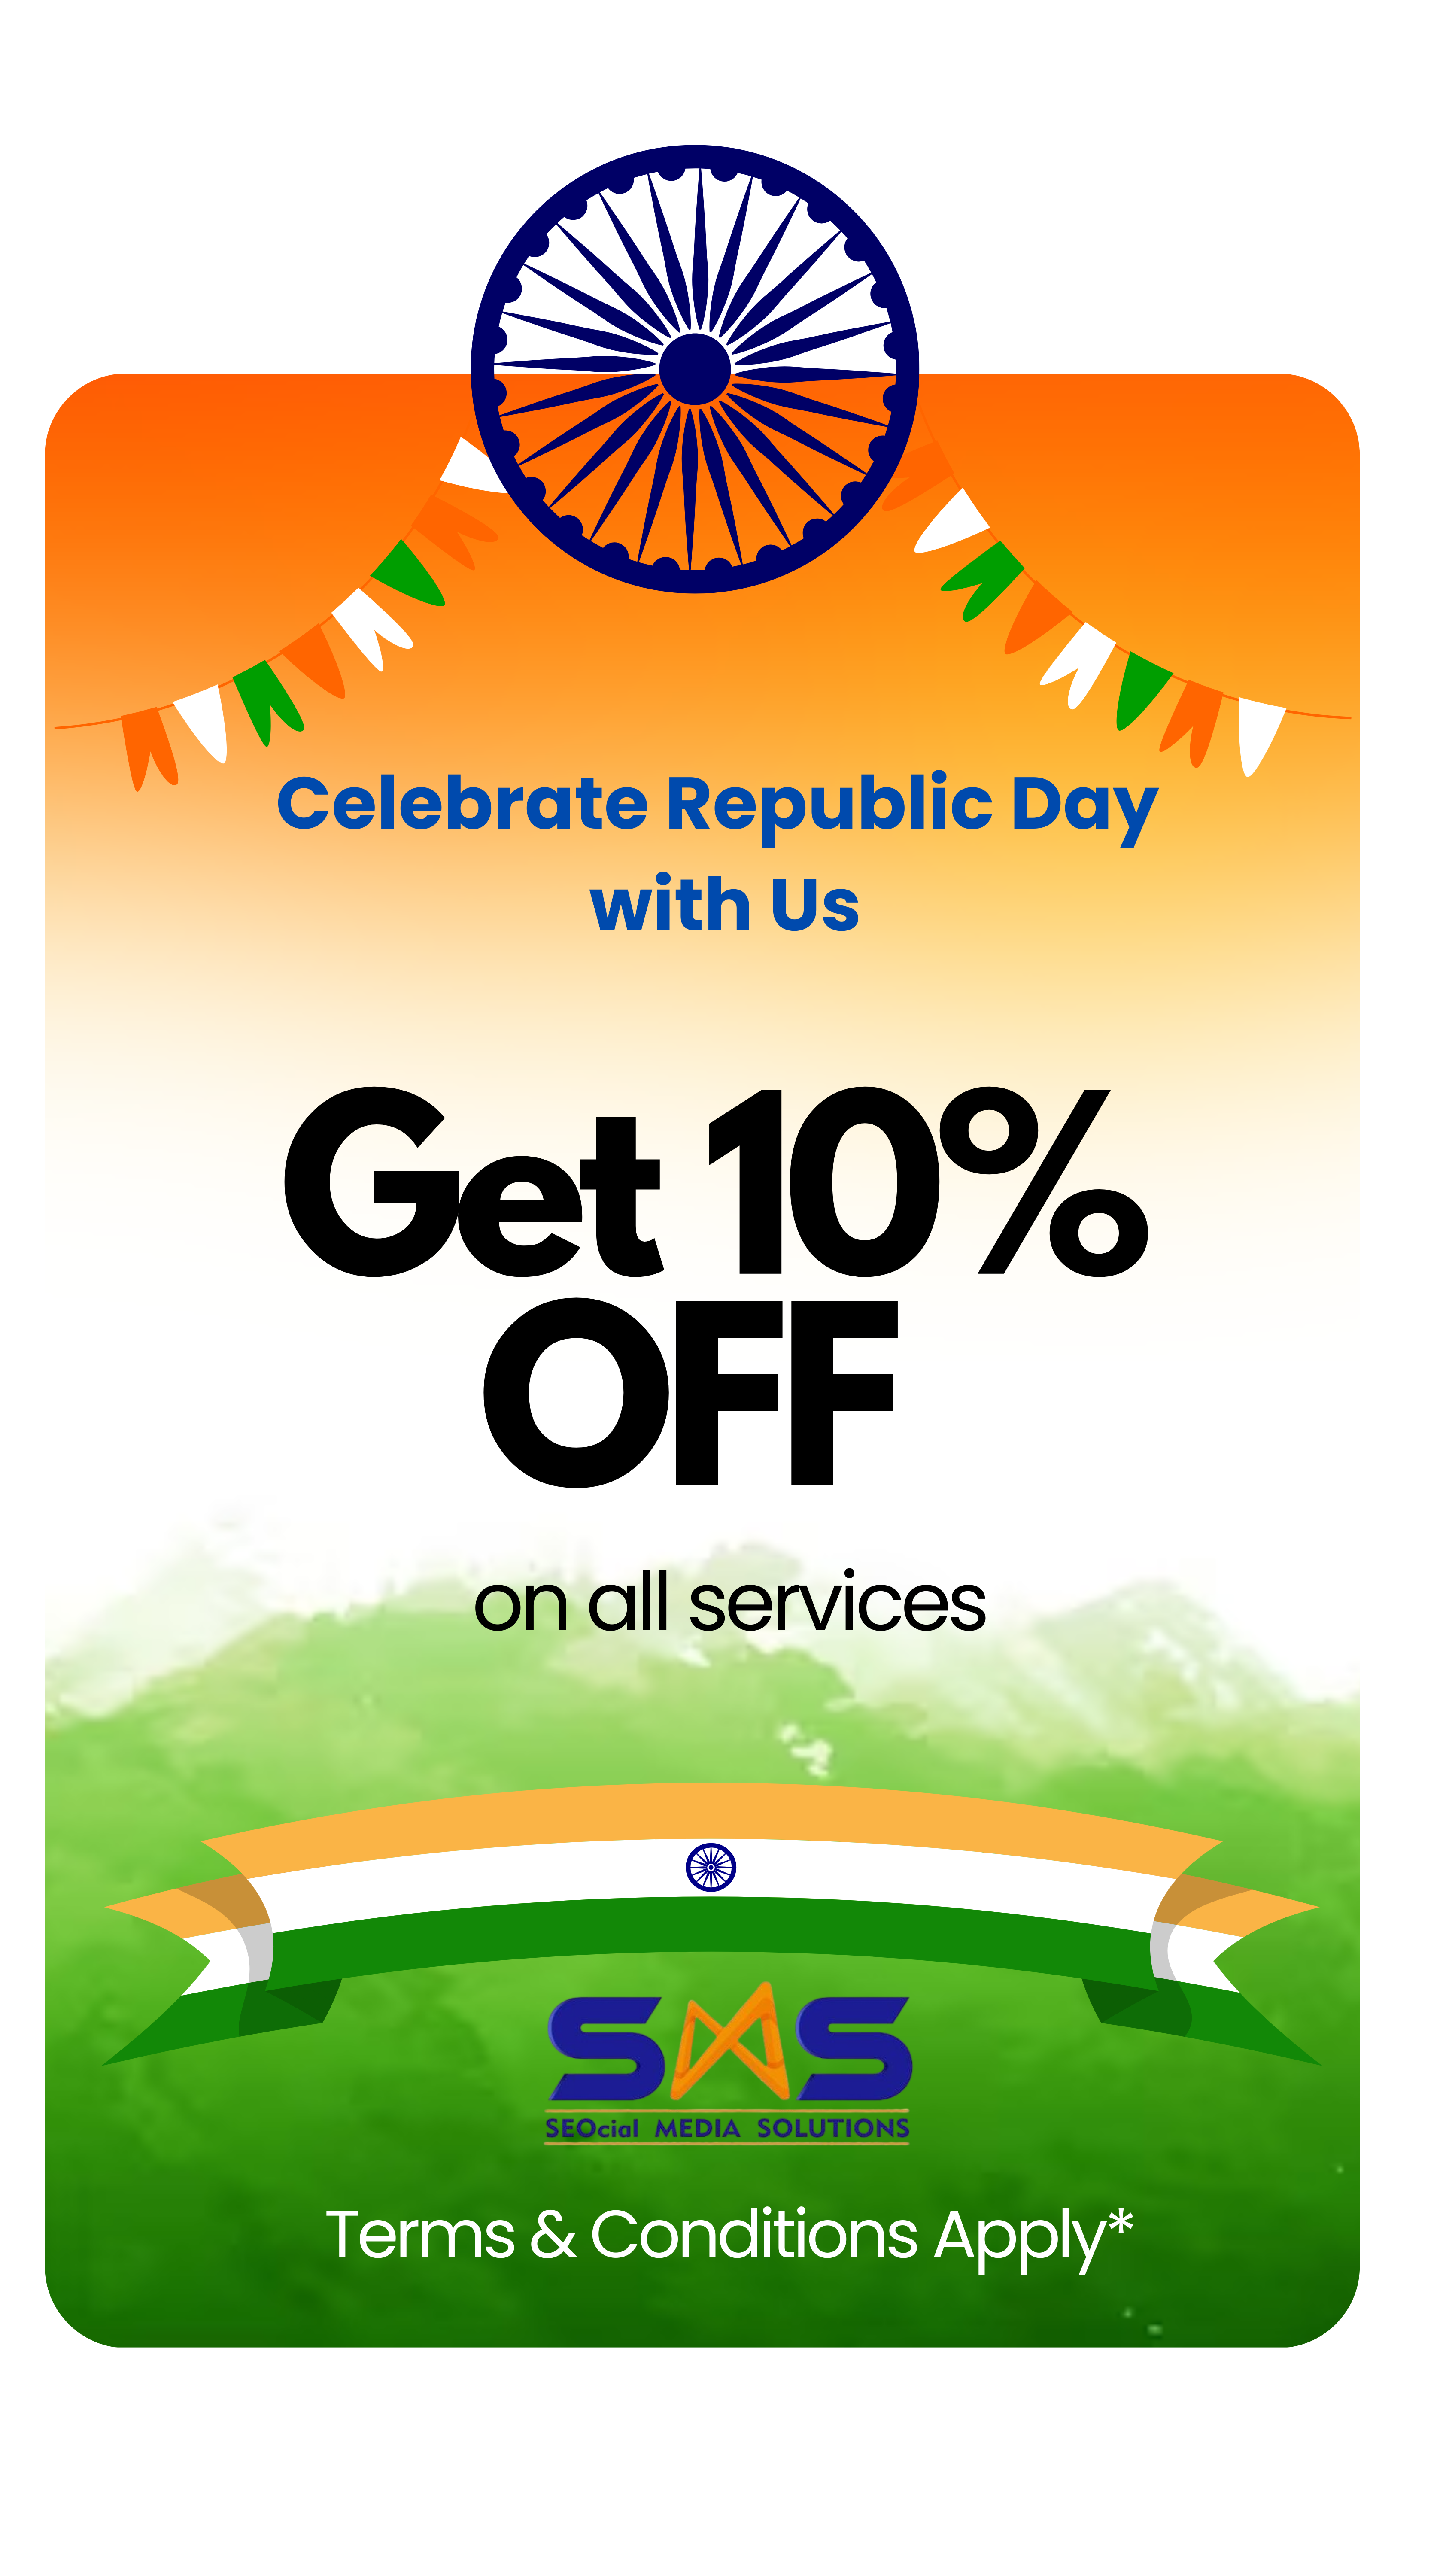 Celebrate Republic Day
with Us
Get 10%
OFF
on all services
SMS
SEOcial MEDIA SOLUTIONS
Terms & Conditions Apply*